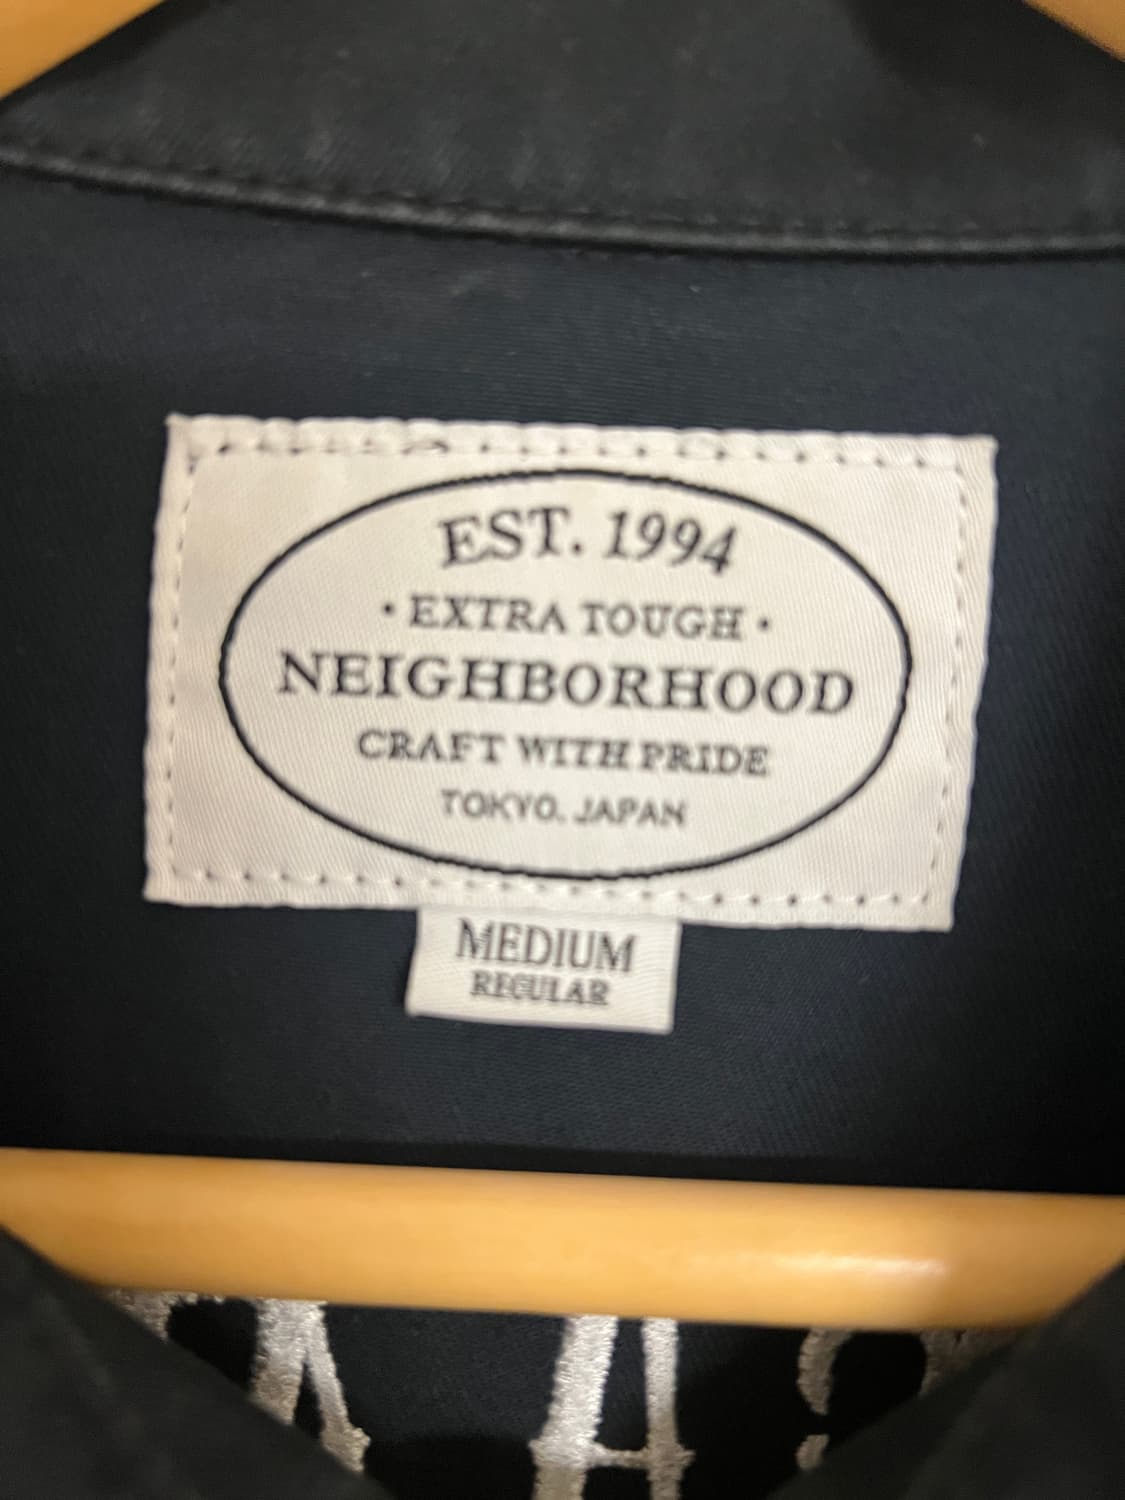 EST. 1994
• EXTRA TOUGH •
NEIGHBORHOOD
CRAFT WITH PRIDE
TOKYO. JAPAN
MEDIUM
REGULAR